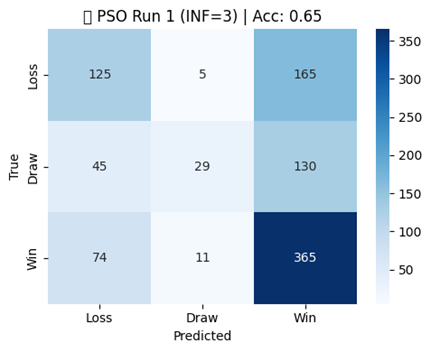 ▯ PSO Run 1 (INF=3) | Acc: 0.65
Loss 125 5 165
Draw 45 29 130
Win 74 11 365
Loss Draw Win
True
Predicted
350
300
250
200
150
100
50